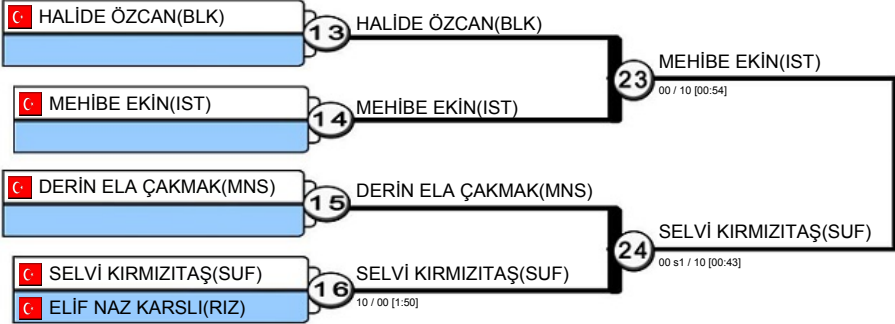 HALİDE ÖZCAN(BLK)
13
HALİDE ÖZCAN(BLK)
MEHİBE EKİN(IST)
23
00 / 10 [00:54]
MEHİBE EKİN(IST)
14
MEHİBE EKİN(IST)
DERİN ELA ÇAKMAK(MNS)
15
DERİN ELA ÇAKMAK(MNS)
SELVİ KIRMIZITAŞ(SUF)
24
00 s1 / 10 [00:43]
SELVİ KIRMIZITAŞ(SUF)
16
SELVİ KIRMIZITAŞ(SUF)
10 / 00 [1:50]
ELİF NAZ KARSLI(RIZ)